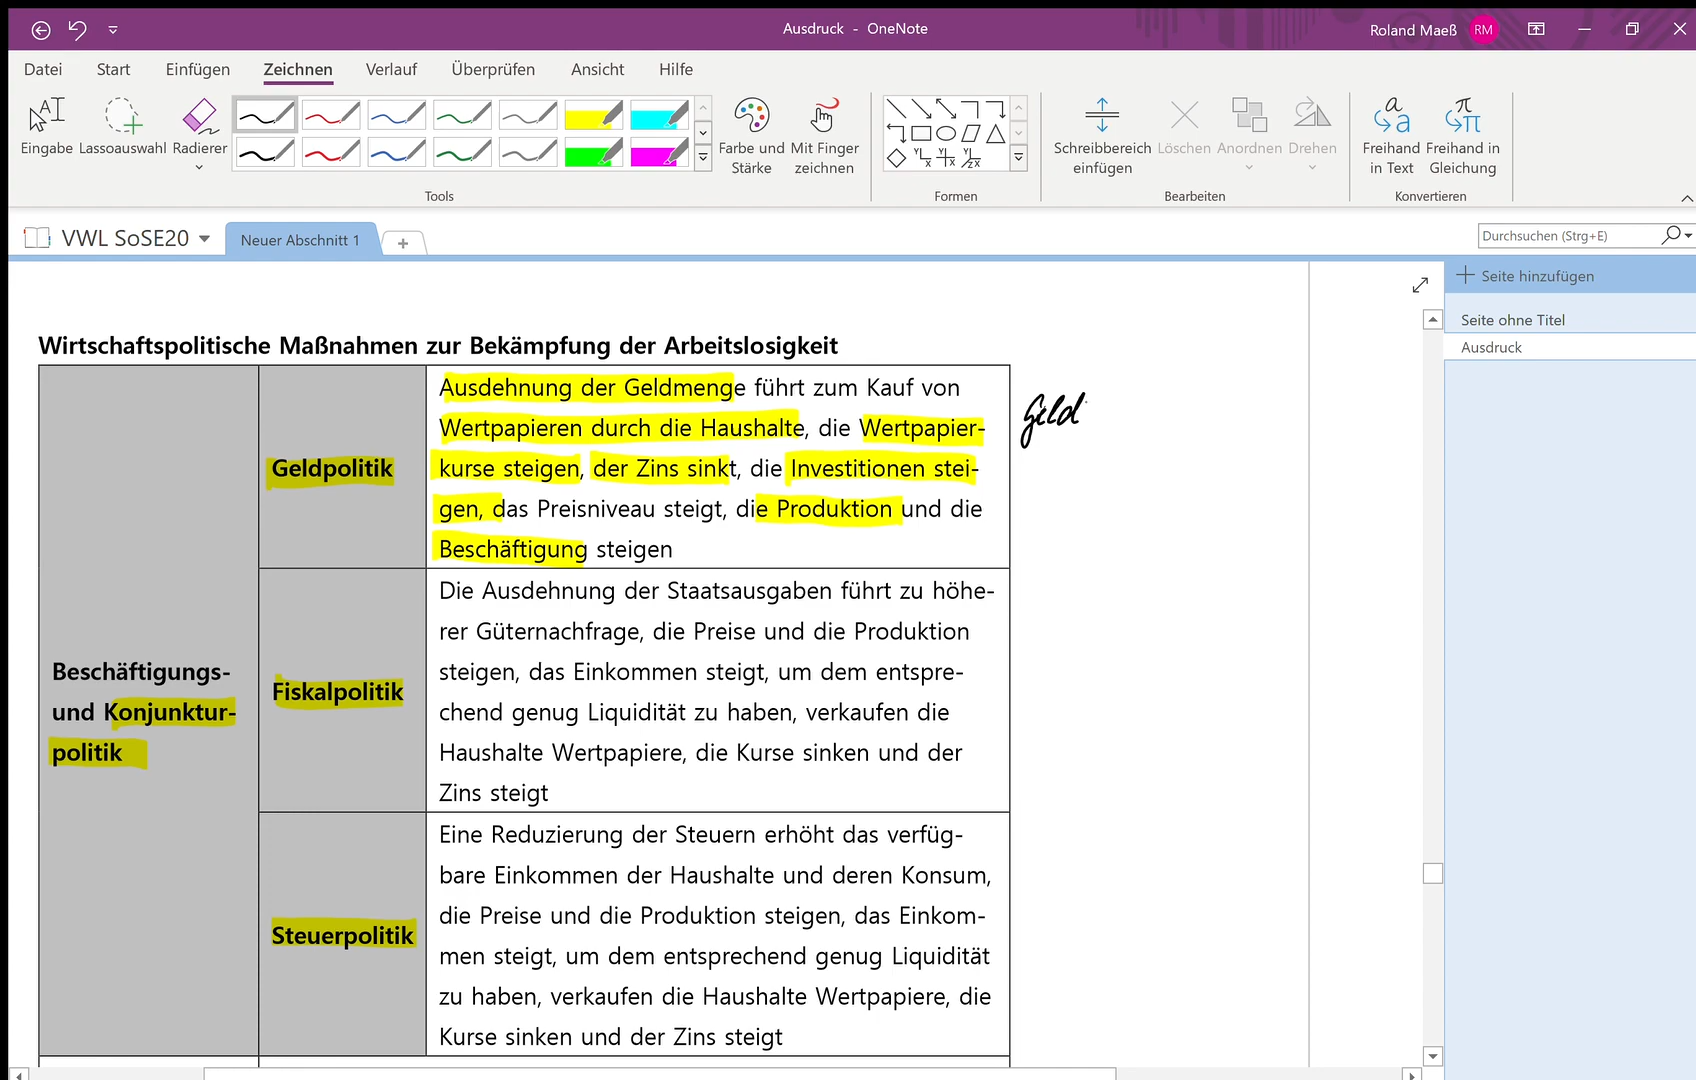 Ausdruck - OneNote
Roland Maeß RM
Datei Start Einfügen Zeichnen Verlauf Überprüfen Ansicht Hilfe
Eingabe Lassoauswahl Radierer
Farbe und Stärke
Mit Finger zeichnen
Schreibbereich einfügen
Löschen Anordnen Drehen
Freihand in Text
Freihand in Gleichung
Tools Formen Bearbeiten Konvertieren
VWL SoSE20 Neuer Abschnitt 1
Durchsuchen (Strg+E)
Seite hinzufügen
Seite ohne Titel
Ausdruck
Wirtschaftspolitische Maßnahmen zur Bekämpfung der Arbeitslosigkeit
Beschäftigungs-
und Konjunktur-
politik
Geldpolitik
Ausdehnung der Geldmenge führt zum Kauf von
Wertpapieren durch die Haushalte, die Wertpapier-
kurse steigen, der Zins sinkt, die Investitionen stei-
gen, das Preisniveau steigt, die Produktion und die
Beschäftigung steigen
Geld
Fiskalpolitik
Die Ausdehnung der Staatsausgaben führt zu höhe-
rer Güternachfrage, die Preise und die Produktion
steigen, das Einkommen steigt, um dem entspre-
chend genug Liquidität zu haben, verkaufen die
Haushalte Wertpapiere, die Kurse sinken und der
Zins steigt
Steuerpolitik
Eine Reduzierung der Steuern erhöht das verfüg-
bare Einkommen der Haushalte und deren Konsum,
die Preise und die Produktion steigen, das Einkom-
men steigt, um dem entsprechend genug Liquidität
zu haben, verkaufen die Haushalte Wertpapiere, die
Kurse sinken und der Zins steigt